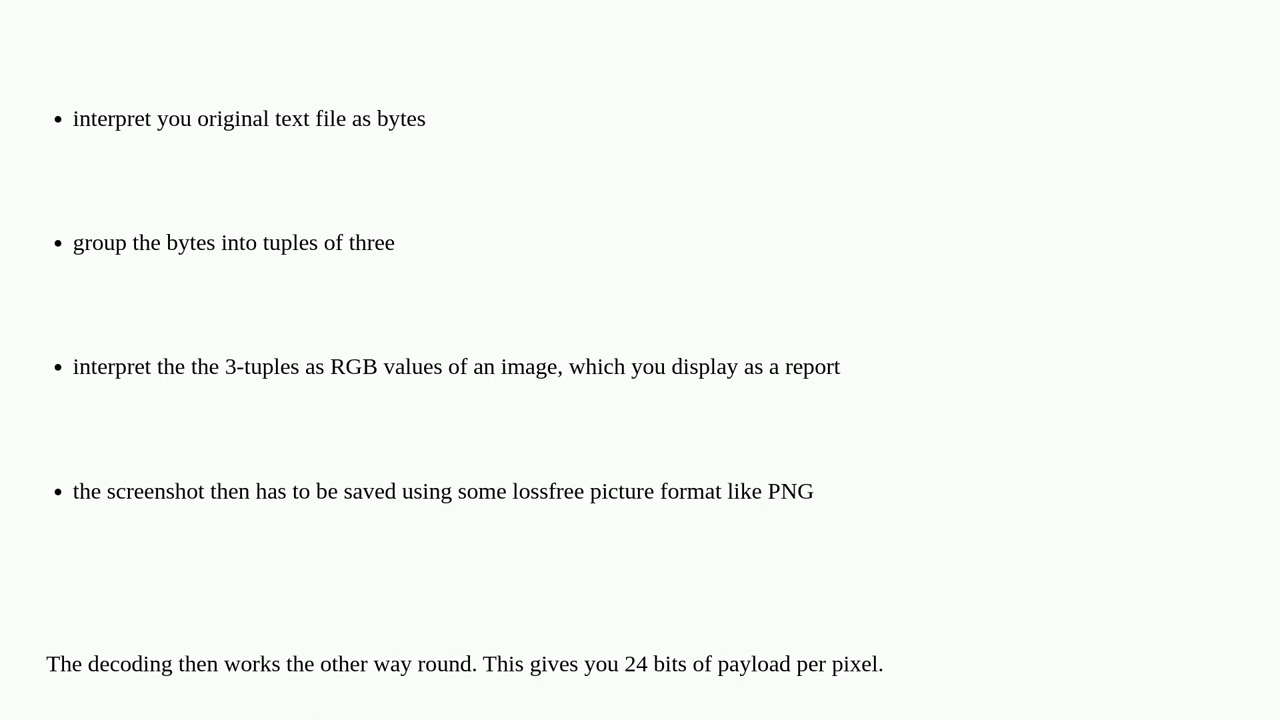 • interpret you original text file as bytes
• group the bytes into tuples of three
• interpret the the 3-tuples as RGB values of an image, which you display as a report
• the screenshot then has to be saved using some lossfree picture format like PNG
The decoding then works the other way round. This gives you 24 bits of payload per pixel.